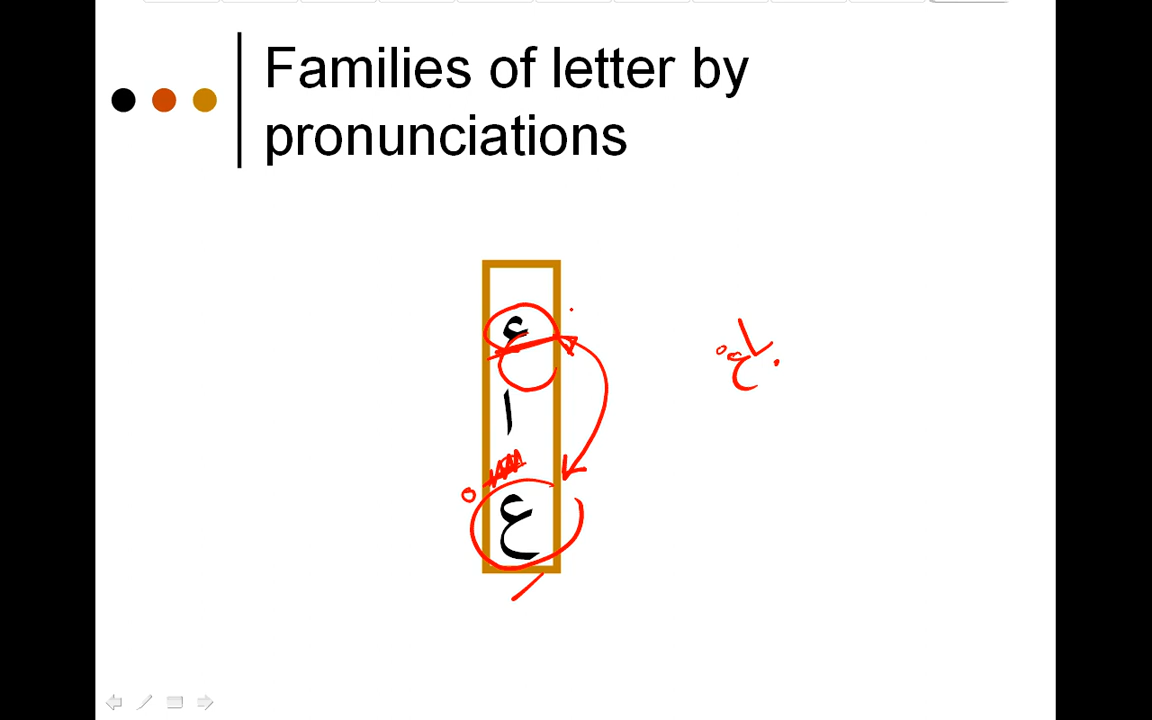 Families of letter by
pronunciations
ء
ا
ع